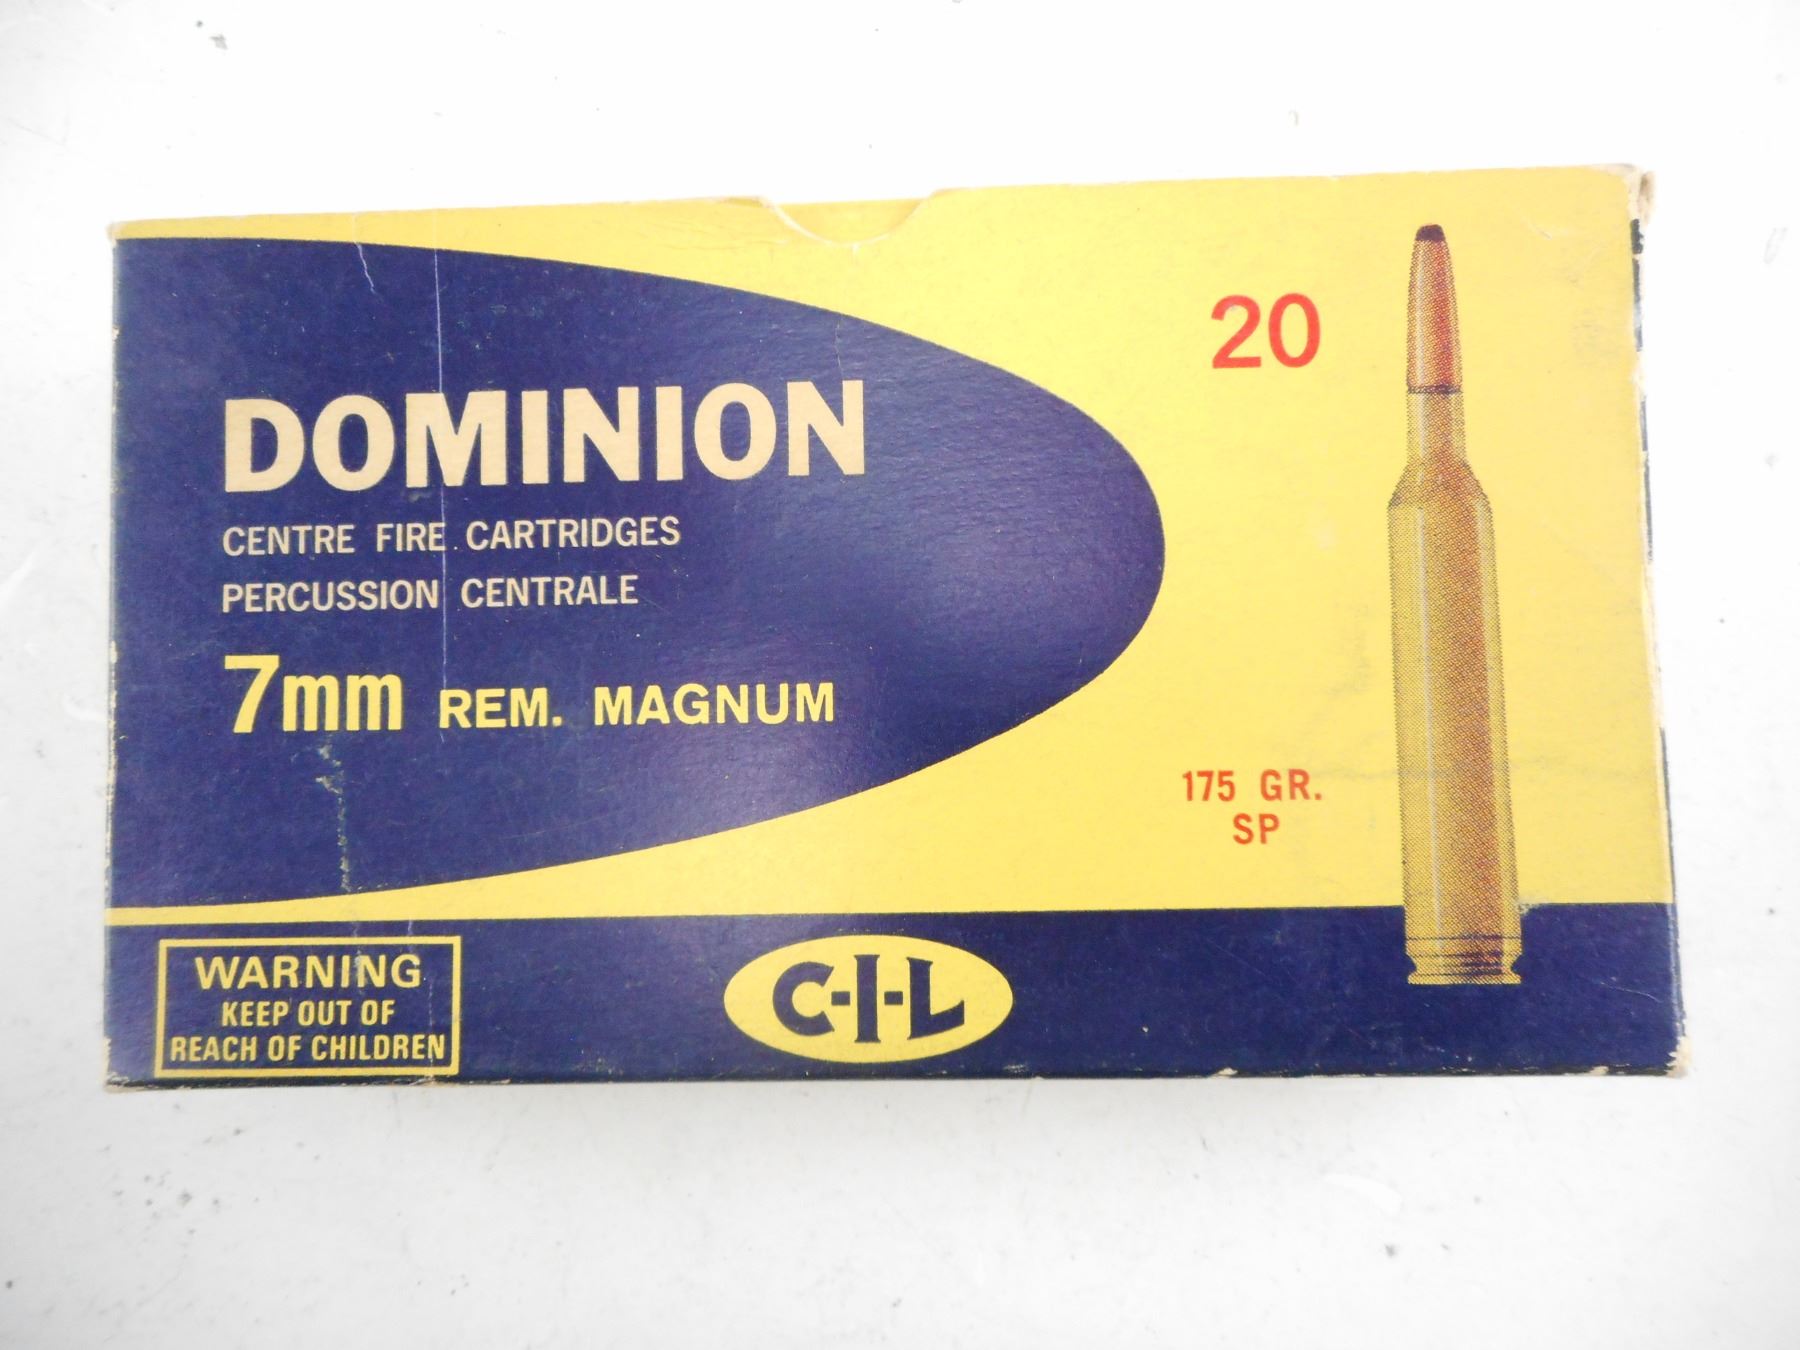 20
DOMINION
CENTRE FIRE CARTRIDGES
PERCUSSION CENTRALE
7mm REM. MAGNUM
175 GR.
SP
WARNING
KEEP OUT OF
REACH OF CHILDREN
C-I-L